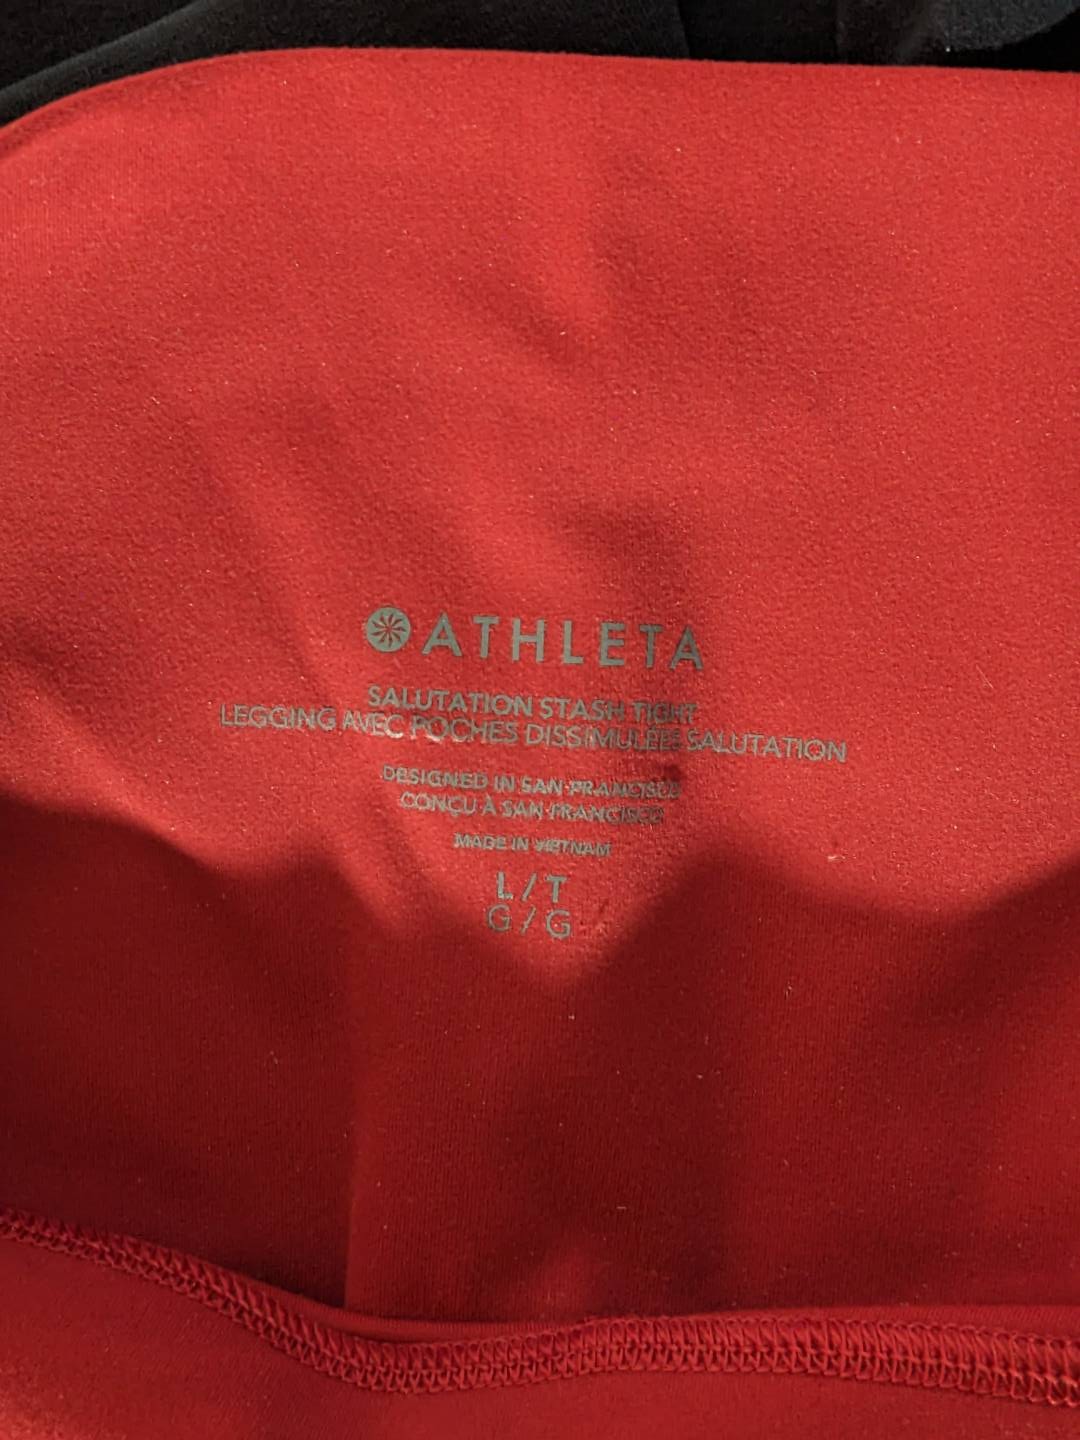 ATHLETA
SALUTATION STASH TIGHT
LEGGING AVEC POCHES DISSIMULÉES SALUTATION
DESIGNED IN SAN FRANCISCO
CONÇU À SAN FRANCISCO
MADE IN VIETNAM
L / T
G / G